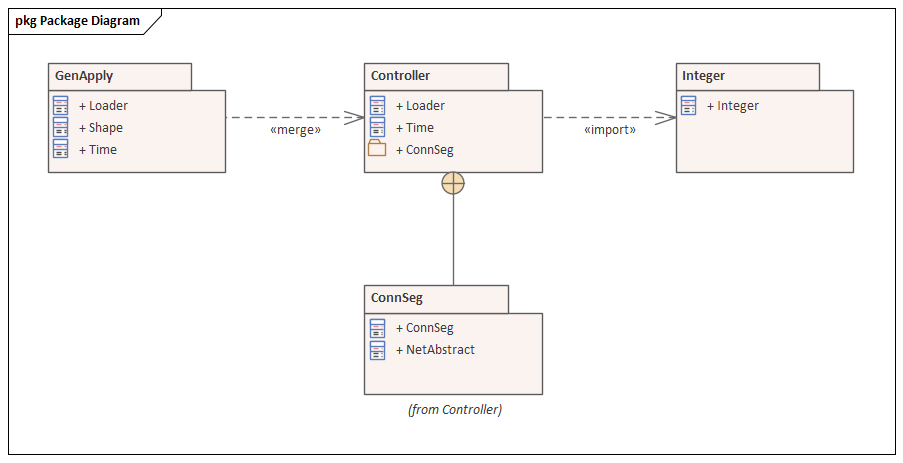 pkg Package Diagram
GenApply
+ Loader
+ Shape
+ Time
«merge»
Controller
+ Loader
+ Time
+ ConnSeg
«import»
Integer
+ Integer
ConnSeg
+ ConnSeg
+ NetAbstract
(from Controller)